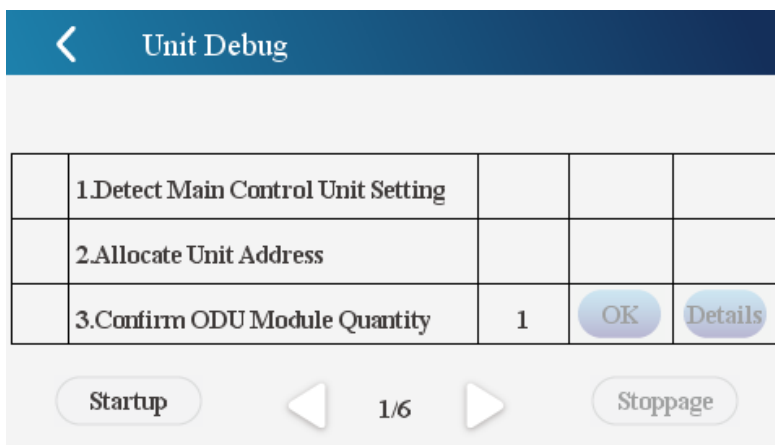 Unit Debug
1.Detect Main Control Unit Setting
2.Allocate Unit Address
3.Confirm ODU Module Quantity 1 OK Details
Startup 1/6 Stoppage